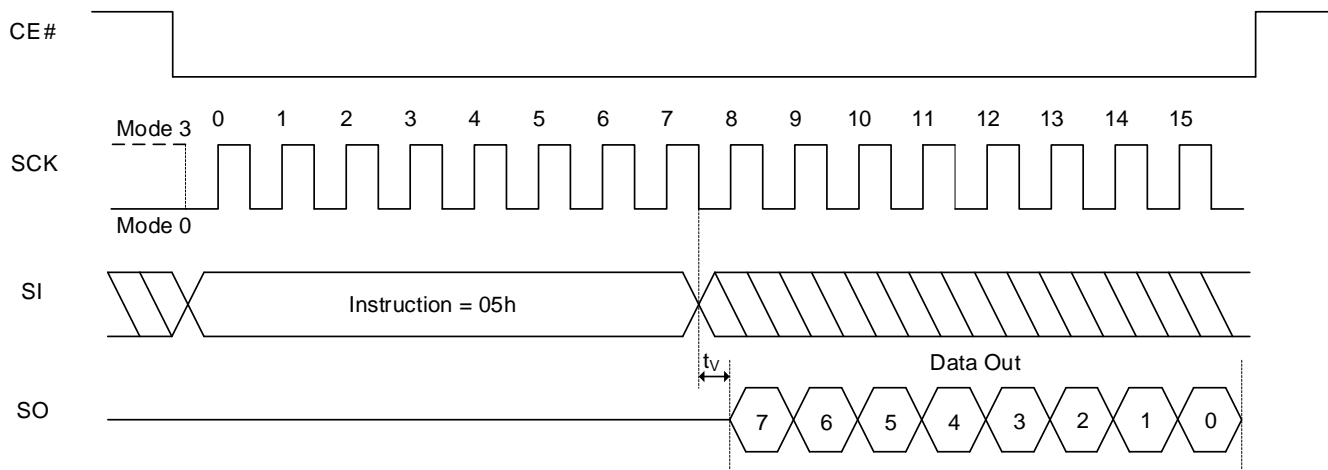 CE#
0 1 2 3 4 5 6 7 8 9 10 11 12 13 14 15
Mode 3
SCK
Mode 0
SI
Instruction = 05h
tV
Data Out
SO
7 6 5 4 3 2 1 0